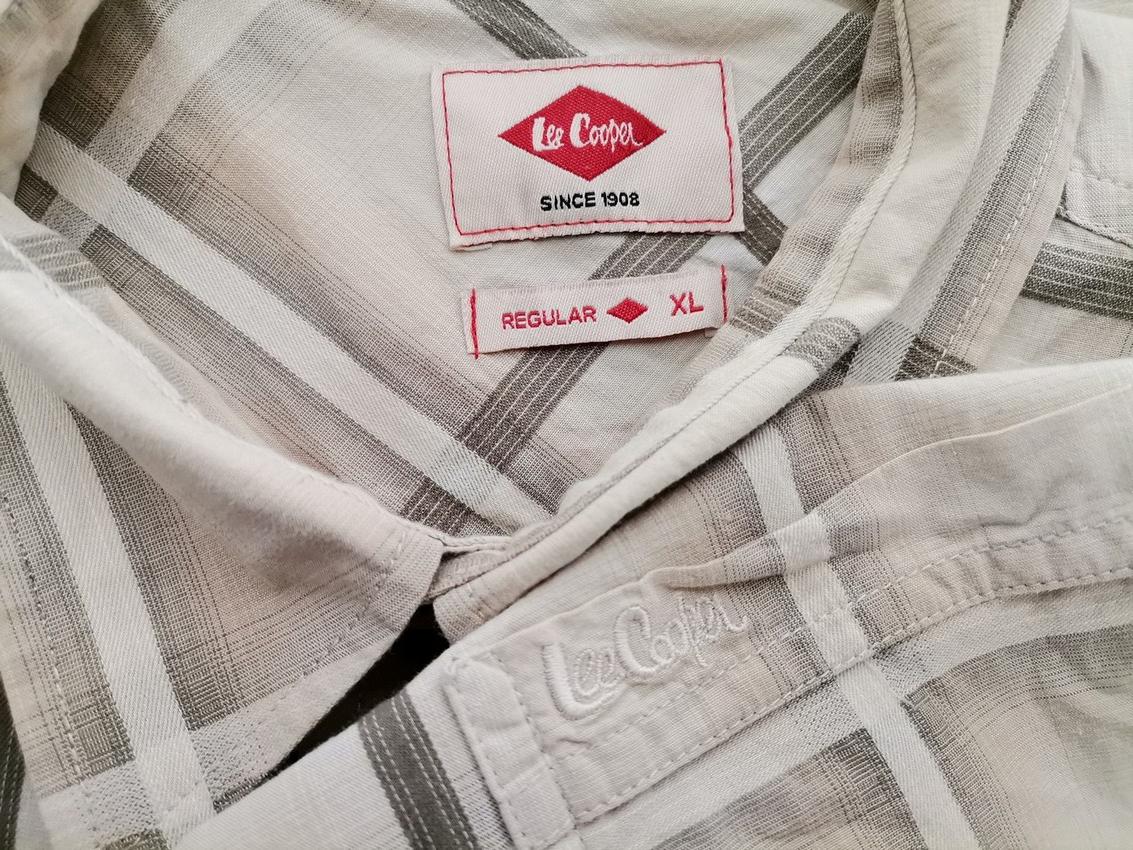 Lee Cooper
SINCE 1908
REGULAR XL
Lee Cooper